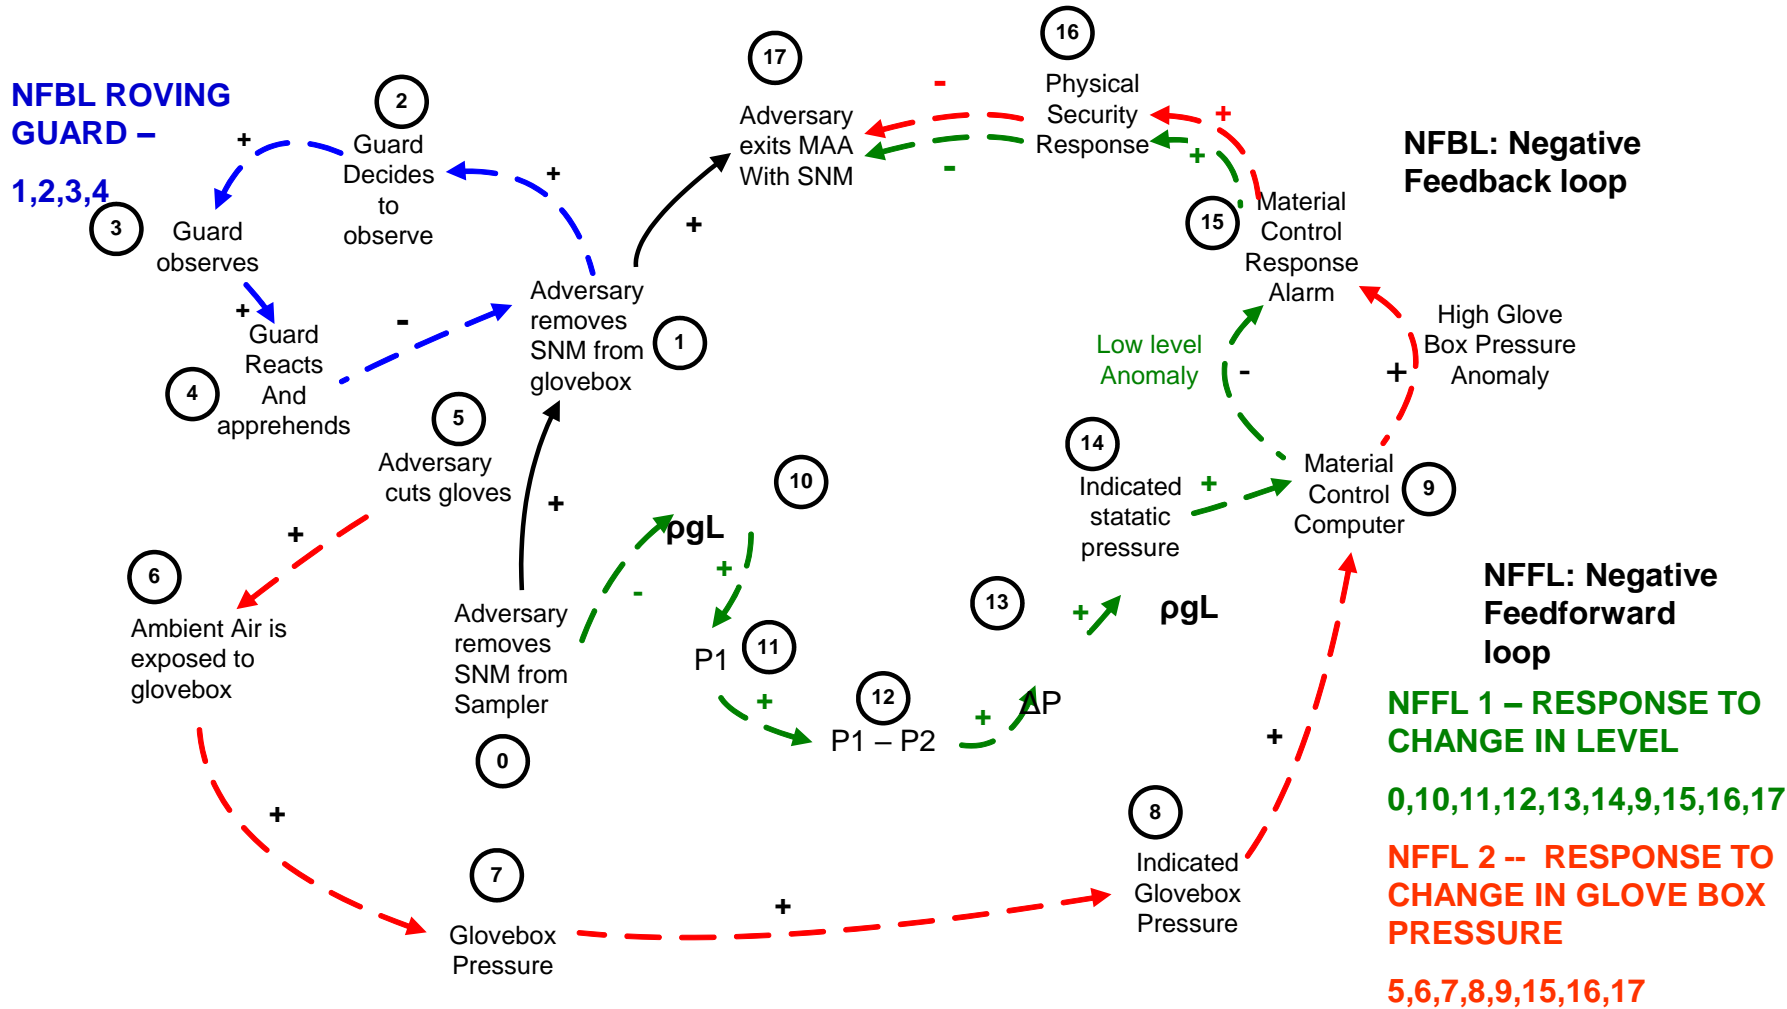 NFBL ROVING
GUARD –
1,2,3,4
2
Guard
Decides
to
observe
+
+
3
Guard
observes
+
4
Guard
Reacts
And
apprehends
-
17
Adversary
exits MAA
With SNM
+
-
-
16
Physical
Security
Response
+
+
NFBL: Negative
Feedback loop
15
Material
Control
Response
Alarm
Adversary
removes
SNM from
glovebox
1
Low level
Anomaly
-
+
High Glove
Box Pressure
Anomaly
5
Adversary
cuts gloves
+
+
10
ρgL
+
-
14
Indicated
statatic
pressure
+
Material
Control
Computer
9
6
Ambient Air is
exposed to
glovebox
Adversary
removes
SNM from
Sampler
0
P1
11
+
12
P1 – P2
+
13
+
ΔP
ρgL
NFFL: Negative
Feedforward
loop
NFFL 1 – RESPONSE TO
CHANGE IN LEVEL
0,10,11,12,13,14,9,15,16,17
+
+
7
Glovebox
Pressure
+
8
Indicated
Glovebox
Pressure
NFFL 2 -- RESPONSE TO
CHANGE IN GLOVE BOX
PRESSURE
5,6,7,8,9,15,16,17